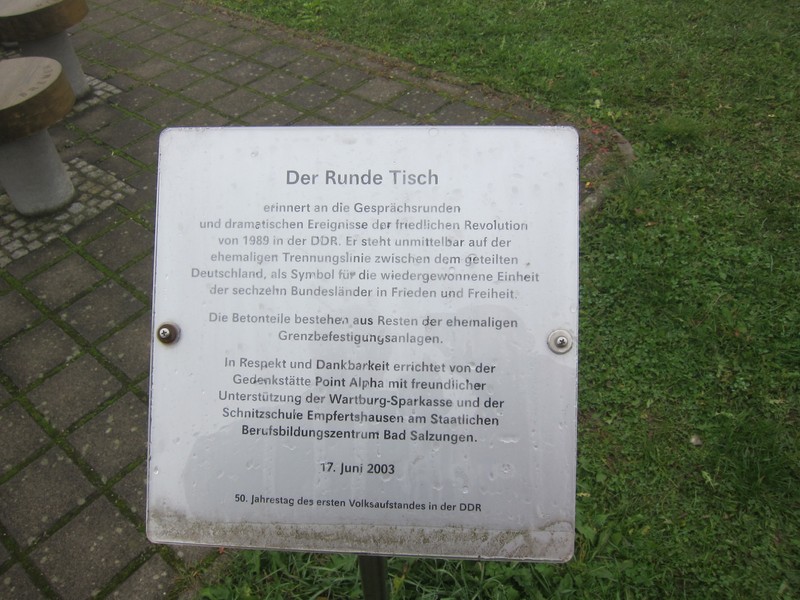 Der Runde Tisch
erinnert an die Gesprächsrunden
und dramatischen Ereignisse der friedlichen Revolution
von 1989 in der DDR. Er steht unmittelbar auf der
ehemaligen Trennungslinie zwischen dem geteilten
Deutschland, als Symbol für die wiedergewonnene Einheit
der sechzehn Bundesländer in Frieden und Freiheit.
Die Betonteile bestehen aus Resten der ehemaligen
Grenzbefestigungsanlagen.
In Respekt und Dankbarkeit errichtet von der
Gedenkstätte Point Alpha mit freundlicher
Unterstützung der Wartburg-Sparkasse und der
Schnitzschule Empfertshausen am Staatlichen
Berufsbildungszentrum Bad Salzungen.
17. Juni 2003
50. Jahrestag des ersten Volksaufstandes in der DDR